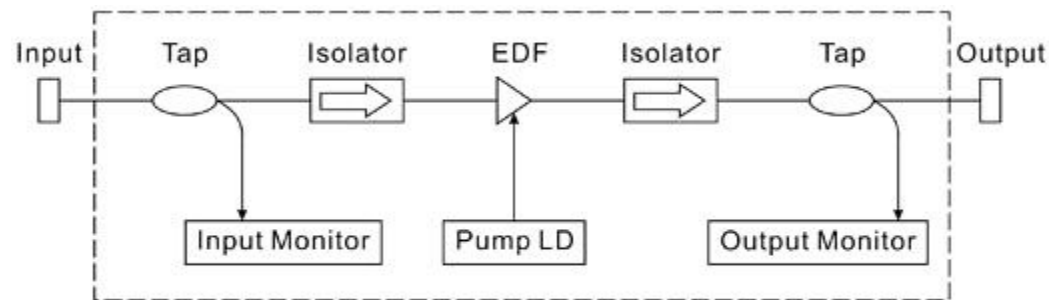 Input
Tap
Isolator
EDF
Isolator
Tap
Output
Input Monitor
Pump LD
Output Monitor